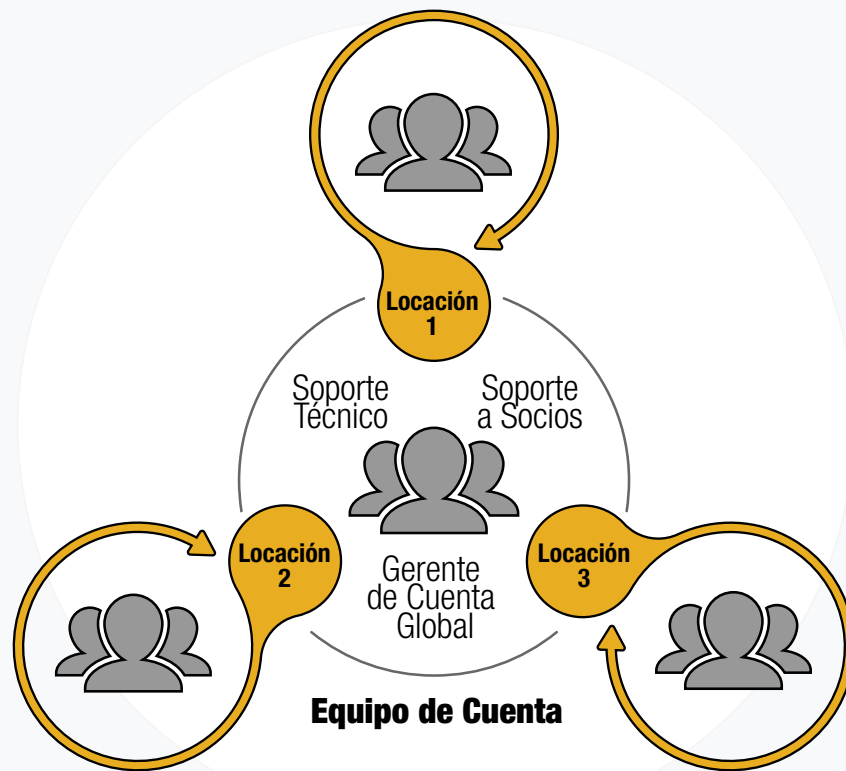 Locación
1
Soporte
Técnico
Soporte
a Socios
Locación
2
Locación
3
Gerente
de Cuenta
Global
Equipo de Cuenta